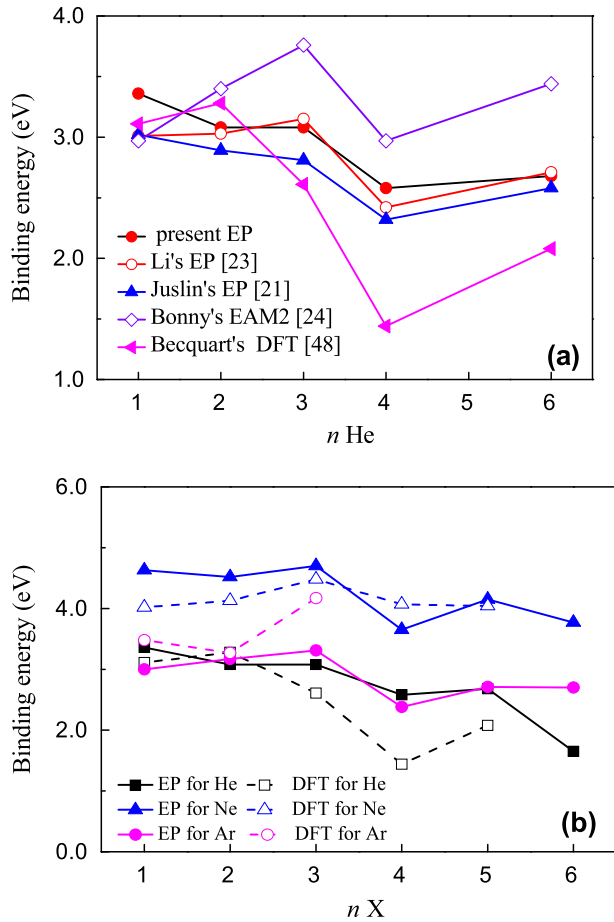 4.0
3.0
2.0
1.0
Binding energy (eV)
present EP
Li's EP [23]
Juslin's EP [21]
Bonny's EAM2 [24]
Becquart's DFT [48]
(a)
1 2 3 4 5 6
n He
6.0
4.0
2.0
0.0
Binding energy (eV)
EP for He DFT for He
EP for Ne DFT for Ne
EP for Ar DFT for Ar
(b)
1 2 3 4 5 6
n X